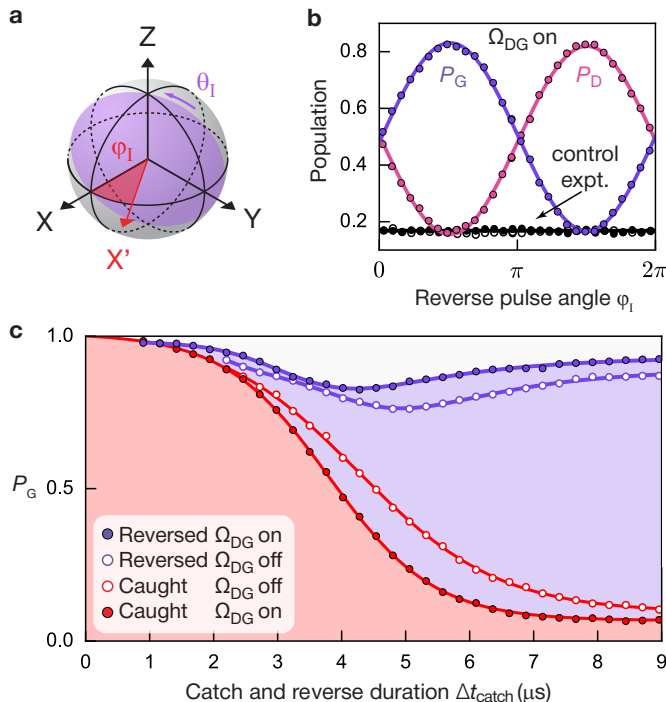 a
Z
θI
φI
X
Y
X’
b
ΩDG on
0.8
PG
PD
0.6
control
expt.
0.4
0.2
0
π
2π
Population
Reverse pulse angle φI
c
1.0
0.5
0.0
PG
Reversed ΩDG on
Reversed ΩDG off
Caught ΩDG off
Caught ΩDG on
0 1 2 3 4 5 6 7 8 9
Catch and reverse duration Δtcatch (μs)